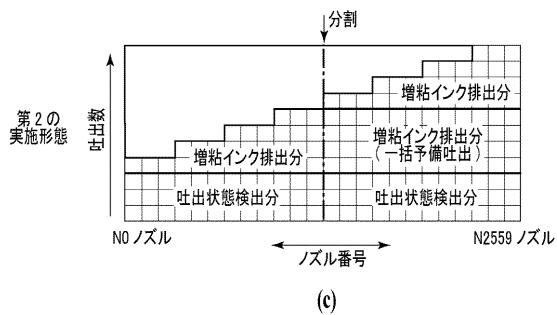 分割
第2の
実施形態
吐出数
増粘インク排出分
増粘インク排出分
増粘インク排出分
(一括予備吐出)
吐出状態検出分
吐出状態検出分
N0ノズル
ノズル番号
N2559ノズル
(c)